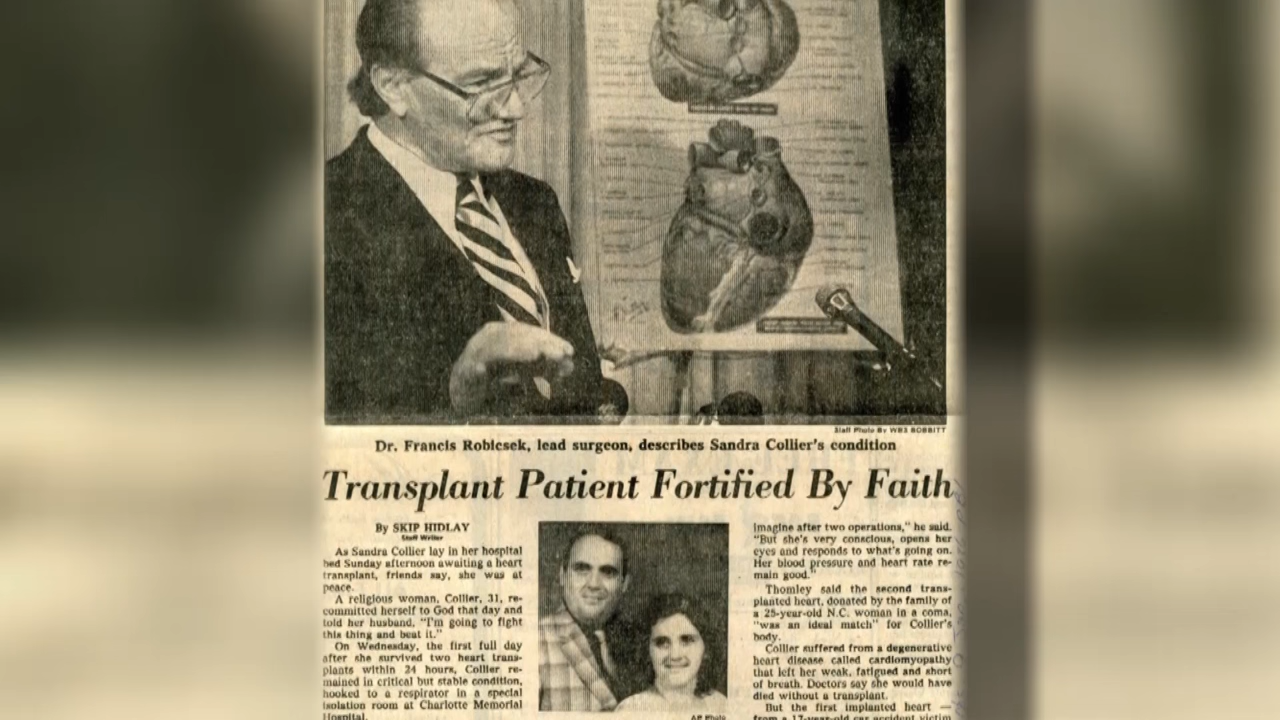 Staff Photo By WES BOBBITT
Dr. Francis Robicsek, lead surgeon, describes Sandra Collier's condition
Transplant Patient Fortified By Faith
By SKIP HIDLAY
Staff Writer
As Sandra Collier lay in her hospital
bed Sunday afternoon awaiting a heart
transplant, friends say, she was at
peace.
A religious woman, Collier, 31, re-
committed herself to God that day and
told her husband, "I'm going to fight
this thing and beat it."
On Wednesday, the first full day
after she survived two heart trans-
plants within 24 hours, Collier re-
mained in critical but stable condition,
hooked to a respirator in a special
isolation room at Charlotte Memorial
Hospital.
AP Photo
imagine after two operations," he said.
"But she's very conscious, opens her
eyes and responds to what's going on.
Her blood pressure and heart rate re-
main good."
Thomley said the second trans-
planted heart, donated by the family of
a 25-year-old N.C. woman in a coma,
"was an ideal match" for Collier's
body.
Collier suffered from a degenerative
heart disease called cardiomyopathy
that left her weak, fatigued and short
of breath. Doctors say she would have
died without a transplant.
But the first implanted heart —
from a 17-year-old car accident victim